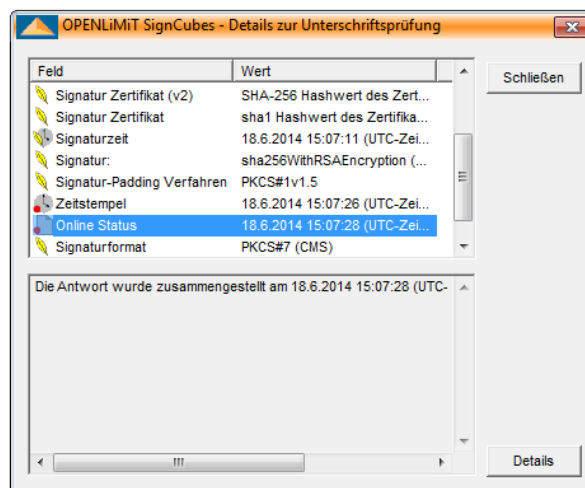 OPENLiMiT SignCubes - Details zur Unterschriftsprüfung
Feld Wert
Schließen
Signatur Zertifikat (v2) SHA-256 Hashwert des Zert...
Signatur Zertifikat sha1 Hashwert des Zertifika...
Signaturzeit 18.6.2014 15:07:11 (UTC-Zei...
Signatur: sha256WithRSAEncryption (...
Signatur-Padding Verfahren PKCS#1v1.5
Zeitstempel 18.6.2014 15:07:26 (UTC-Zei...
Online Status 18.6.2014 15:07:28 (UTC-Zei...
Signaturformat PKCS#7 (CMS)
Die Antwort wurde zusammengestellt am 18.6.2014 15:07:28 (UTC-
Details